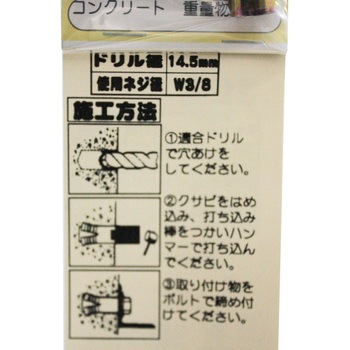 コンクリート 重量物
ドリル径 14.5mm
使用ネジ径 W3/8
施工方法
①適合ドリル
で穴あけを
してください。
②クサビをはめ
込み、打ち込み
棒をつかいハン
マーで打ち込ん
でください。
③取り付け物を
ボルトで締め付
けてください。